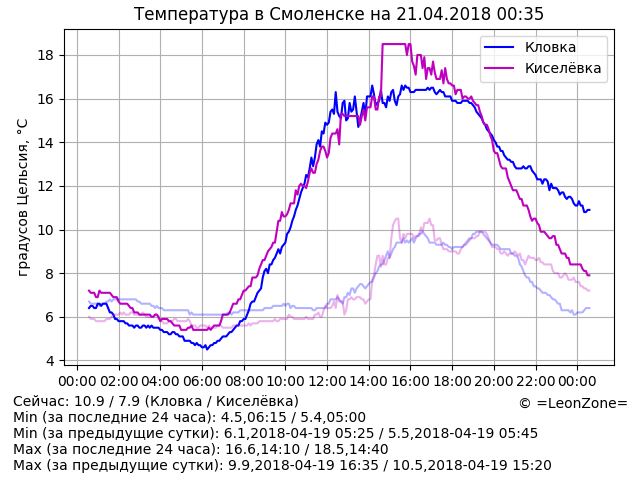 Температура в Смоленске на 21.04.2018 00:35
градусов Цельсия, °C
18
16
14
12
10
8
6
4
Кловка
Киселёвка
00:00 02:00 04:00 06:00 08:00 10:00 12:00 14:00 16:00 18:00 20:00 22:00 00:00
Сейчас: 10.9 / 7.9 (Кловка / Киселёвка)
© =LeonZone=
Min (за последние 24 часа): 4.5,06:15 / 5.4,05:00
Min (за предыдущие сутки): 6.1,2018-04-19 05:25 / 5.5,2018-04-19 05:45
Max (за последние 24 часа): 16.6,14:10 / 18.5,14:40
Max (за предыдущие сутки): 9.9,2018-04-19 16:35 / 10.5,2018-04-19 15:20